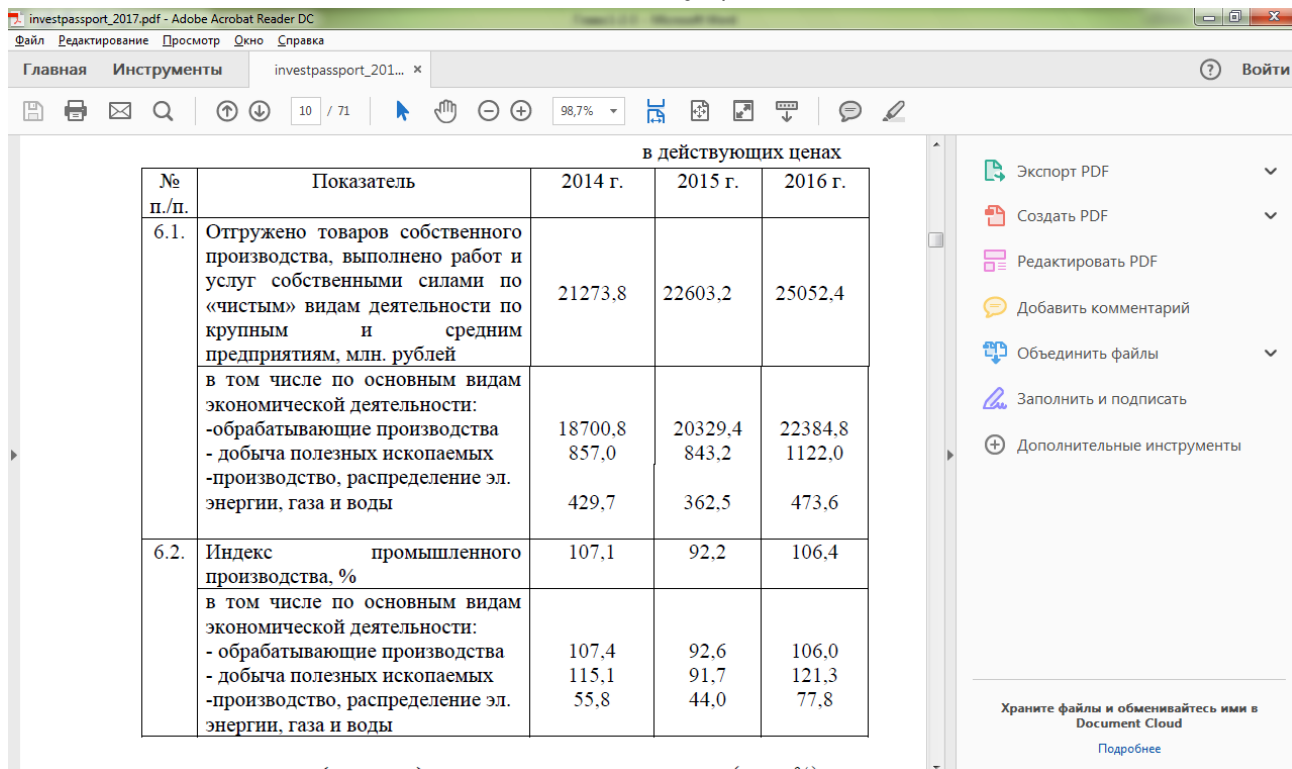 investpassport_2017.pdf - Adobe Acrobat Reader DC
Файл Редактирование Просмотр Окно Справка
Главная Инструменты investpassport_201... × ? Войти
10 / 71 98,7%
в действующих ценах
№ п./п. Показатель 2014 г. 2015 г. 2016 г.
6.1. Отгружено товаров собственного
производства, выполнено работ и
услуг собственными силами по
«чистым» видам деятельности по
крупным и средним
предприятиям, млн. рублей
21273,8 22603,2 25052,4
в том числе по основным видам
экономической деятельности:
-обрабатывающие производства 18700,8 20329,4 22384,8
- добыча полезных ископаемых 857,0 843,2 1122,0
-производство, распределение эл.
энергии, газа и воды 429,7 362,5 473,6
6.2. Индекс промышленного 107,1 92,2 106,4
производства, %
в том числе по основным видам
экономической деятельности:
- обрабатывающие производства 107,4 92,6 106,0
- добыча полезных ископаемых 115,1 91,7 121,3
-производство, распределение эл. 55,8 44,0 77,8
энергии, газа и воды
Экспорт PDF
Создать PDF
Редактировать PDF
Добавить комментарий
Объединить файлы
Заполнить и подписать
Дополнительные инструменты
Храните файлы и обменивайтесь ими в
Document Cloud
Подробнее